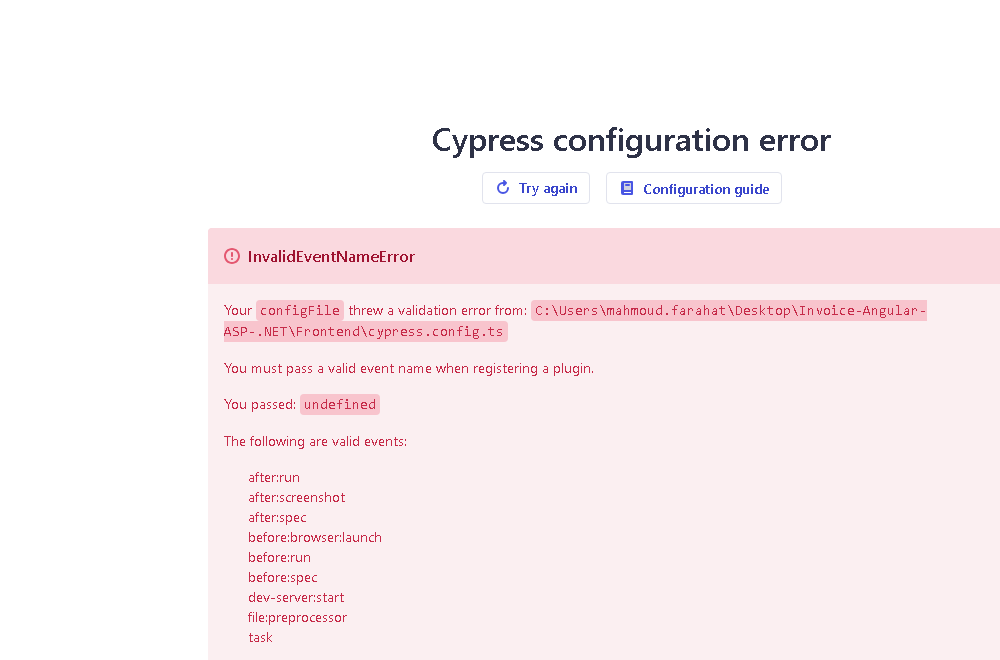 Cypress configuration error
Try again
Configuration guide
InvalidEventNameError
Your configFile threw a validation error from: C:\Users\mahmoud.farahat\Desktop\Invoice-Angular-
ASP-.NET\Frontend\cypress.config.ts
You must pass a valid event name when registering a plugin.
You passed: undefined
The following are valid events:
after:run
after:screenshot
after:spec
before:browser:launch
before:run
before:spec
dev-server:start
file:preprocessor
task